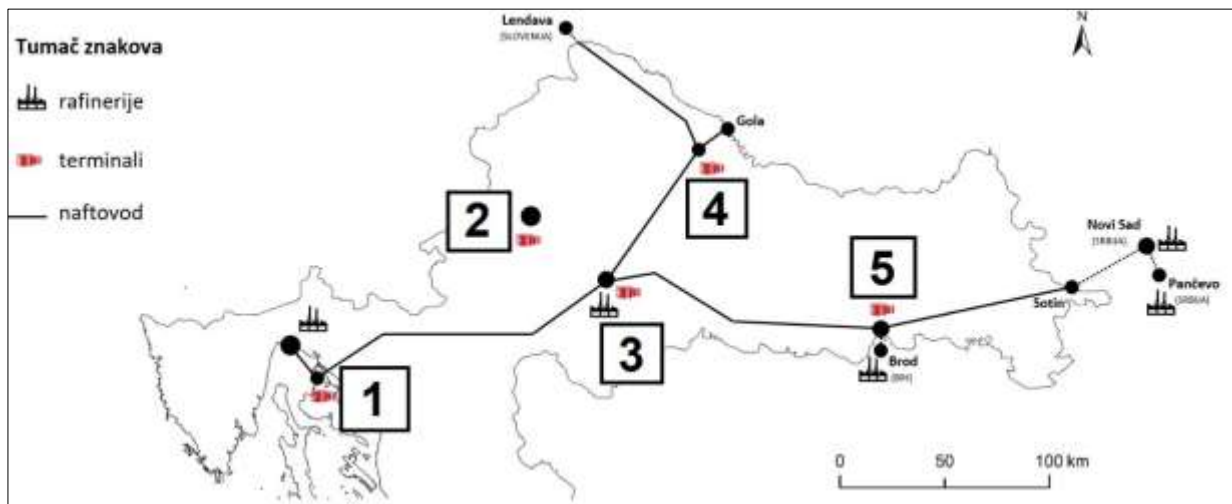 Tumač znakova
rafinerije
terminali
naftovod
Lendava
(SLOVENIJA)
N
Gola
2
4
5
Novi Sad
(SRBIJA)
Pančevo
(SRBIJA)
Sotin
3
Brod
(BIH)
1
0 50 100 km